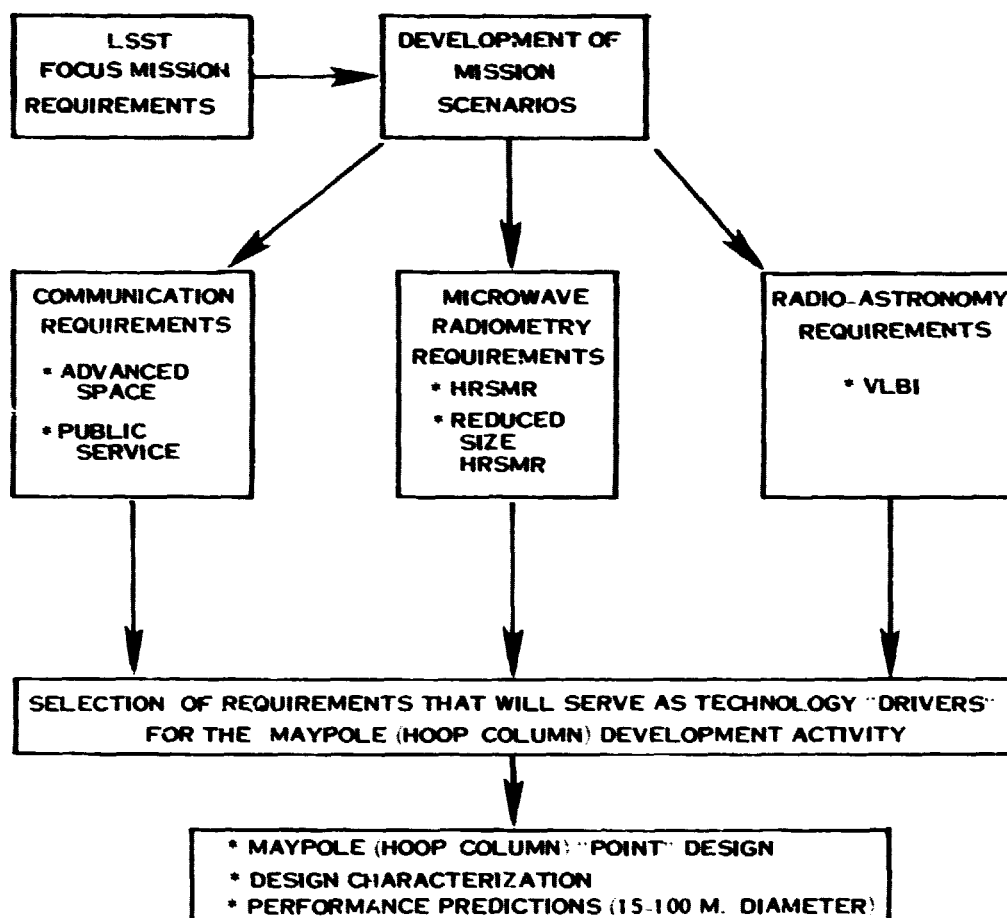 LSST
FOCUS MISSION
REQUIREMENTS
DEVELOPMENT OF
MISSION
SCENARIOS
COMMUNICATION
REQUIREMENTS
* ADVANCED
SPACE
* PUBLIC
SERVICE
MICROWAVE
RADIOMETRY
REQUIREMENTS
* HRSMR
* REDUCED
SIZE
HRSMR
RADIO-ASTRONOMY
REQUIREMENTS
* VLBI
SELECTION OF REQUIREMENTS THAT WILL SERVE AS TECHNOLOGY "DRIVERS"
FOR THE MAYPOLE (HOOP COLUMN) DEVELOPMENT ACTIVITY
* MAYPOLE (HOOP COLUMN) "POINT" DESIGN
* DESIGN CHARACTERIZATION
* PERFORMANCE PREDICTIONS (15-100 M. DIAMETER)